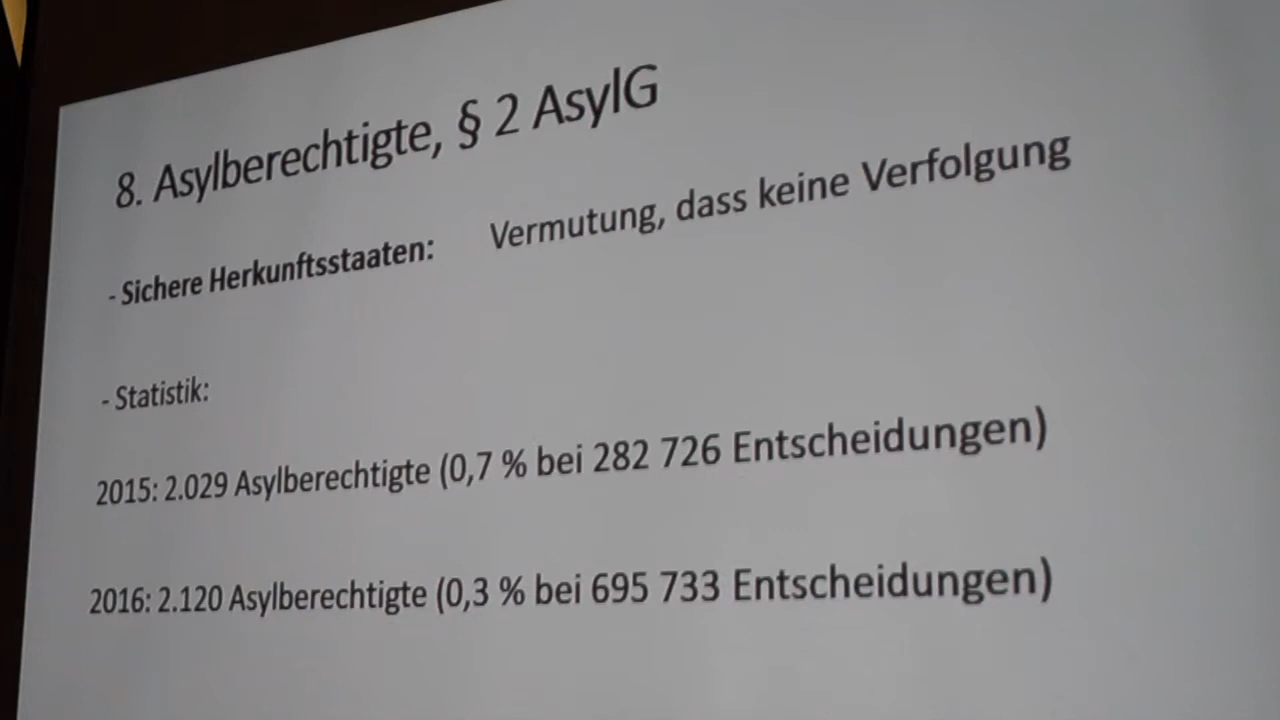 8. Asylberechtigte, § 2 AsylG
- Sichere Herkunftsstaaten: Vermutung, dass keine Verfolgung
- Statistik:
2015: 2.029 Asylberechtigte (0,7 % bei 282 726 Entscheidungen)
2016: 2.120 Asylberechtigte (0,3 % bei 695 733 Entscheidungen)